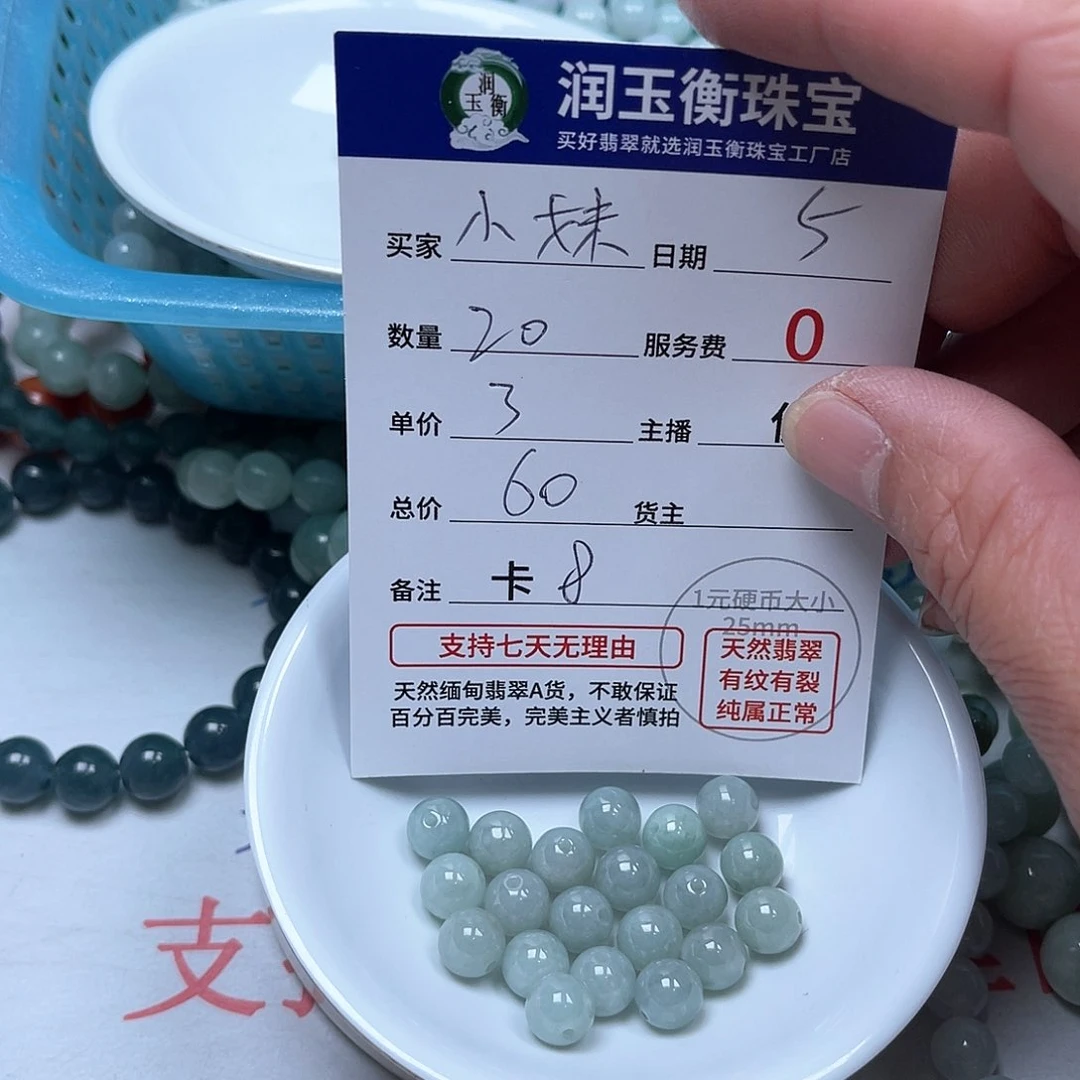 润玉衡
润玉衡珠宝
买好翡翠就选润玉衡珠宝工厂店
买家 小妹 日期 5
数量 20 服务费 0
单价 3 主播
总价 60 货主
备注 卡 8
1元硬币大小
25mm
支持七天无理由
天然翡翠
有纹有裂
纯属正常
天然缅甸翡翠A货，不敢保证
百分百完美，完美主义者慎拍
支